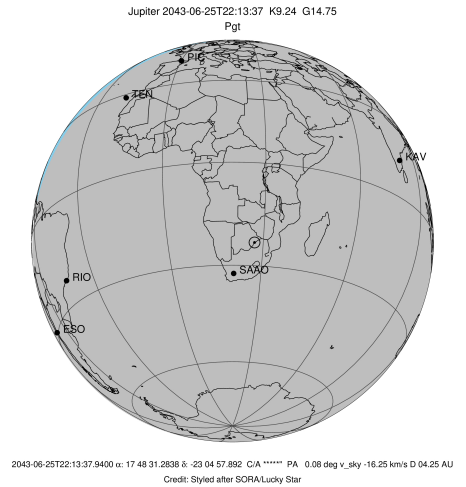 Jupiter 2043-06-25T22:13:37 K9.24 G14.75
Pgt
PIC
TEN
KAV
SAAO
RIO
ESO
2043-06-25T22:13:37.9400 α: 17 48 31.2838 δ: -23 04 57.892 C/A *****" PA 0.08 deg v_sky -16.25 km/s D 04.25 AU
Credit: Styled after SORA/Lucky Star